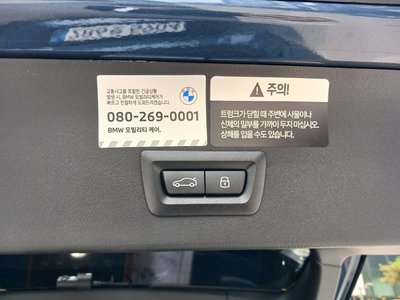 교통사고를 포함한 긴급상황
발생 시, BMW 모빌리티케어가
빠르고 친절하게 도와드리겠습니다.
080-269-0001
BMW 모빌리티 케어.
주의!
트렁크가 닫힐 때 주변에 사물이나
신체의 일부를 가까이 두지 마십시오.
상해를 입을 수도 있습니다.